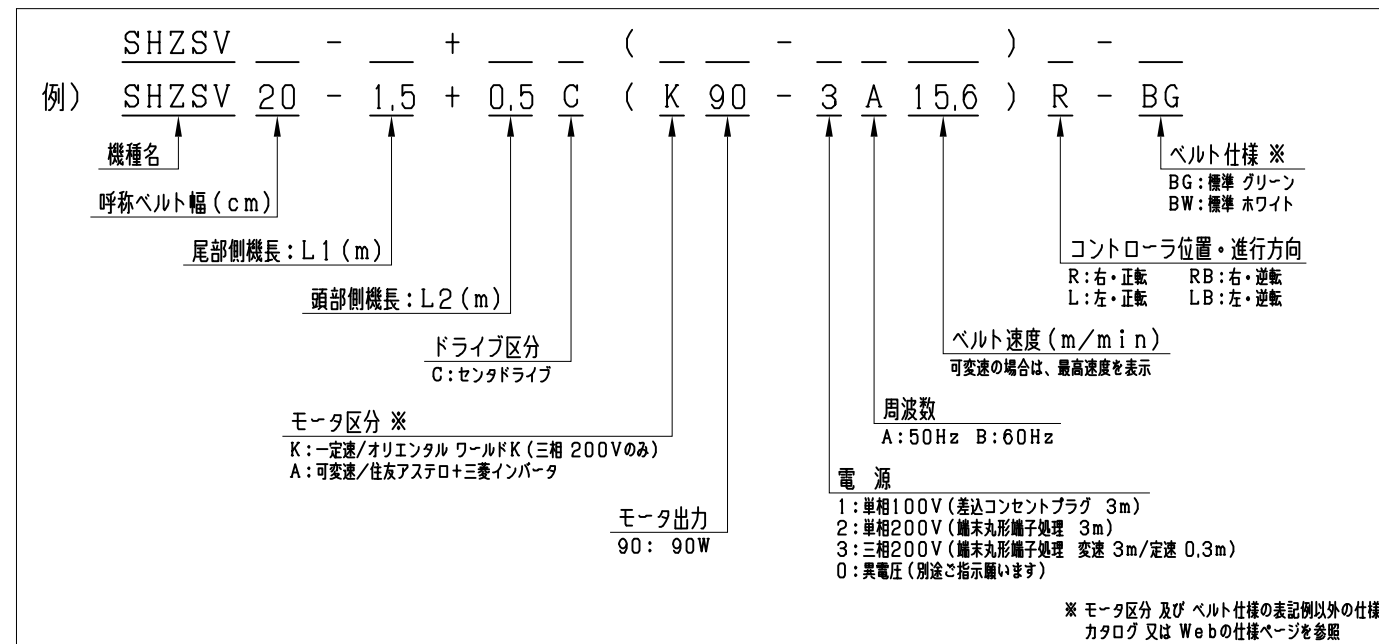 SHZSV - + ( - ) -
例) SHZSV 20 - 1.5 + 0.5 C ( K 90 - 3 A 15.6 ) R - BG
機種名
呼称ベルト幅(cm)
尾部側機長:L1(m)
頭部側機長:L2(m)
ドライブ区分
C:センタドライブ
モータ区分 ※
K:一定速/オリエンタル ワールドK(三相 200Vのみ)
A:可変速/住友アステロ+三菱インバータ
モータ出力
90: 90W
電 源
1:単相100V(差込コンセントプラグ 3m)
2:単相200V(端末丸形端子処理 3m)
3:三相200V(端末丸形端子処理 変速 3m/定速 0.3m)
0:異電圧(別途ご指示願います)
周波数
A:50Hz B:60Hz
ベルト速度(m/min)
可変速の場合は、最高速度を表示
コントローラ位置・進行方向
R:右・正転 RB:右・逆転
L:左・正転 LB:左・逆転
ベルト仕様 ※
BG:標準 グリーン
BW:標準 ホワイト
※ モータ区分 及び ベルト仕様の表記例以外の仕様
カタログ 又は Webの仕様ページを参照